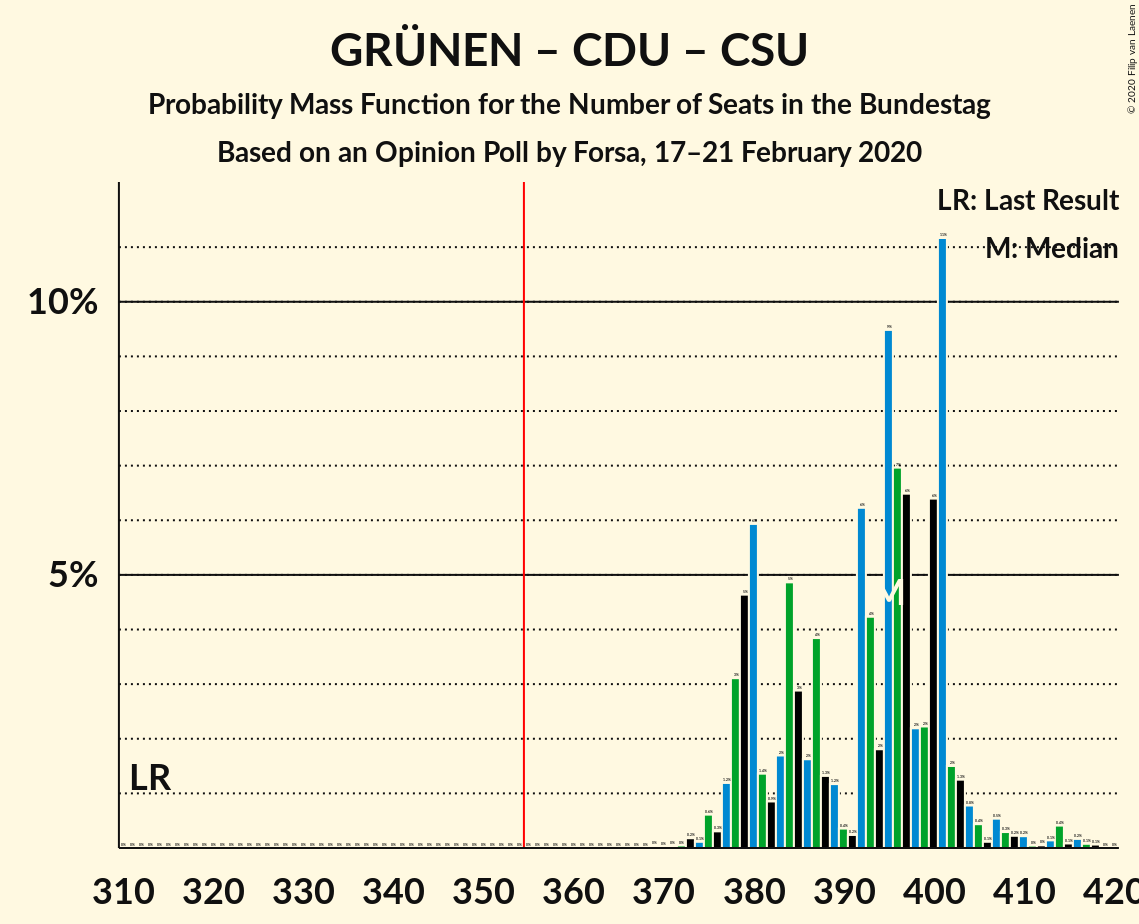 GRÜNEN – CDU – CSU
Probability Mass Function for the Number of Seats in the Bundestag
Based on an Opinion Poll by Forsa, 17–21 February 2020
© 2020 Filip van Laenen
LR: Last Result
M: Median
10%
5%
LR
M
310 320 330 340 350 360 370 380 390 400 410 420